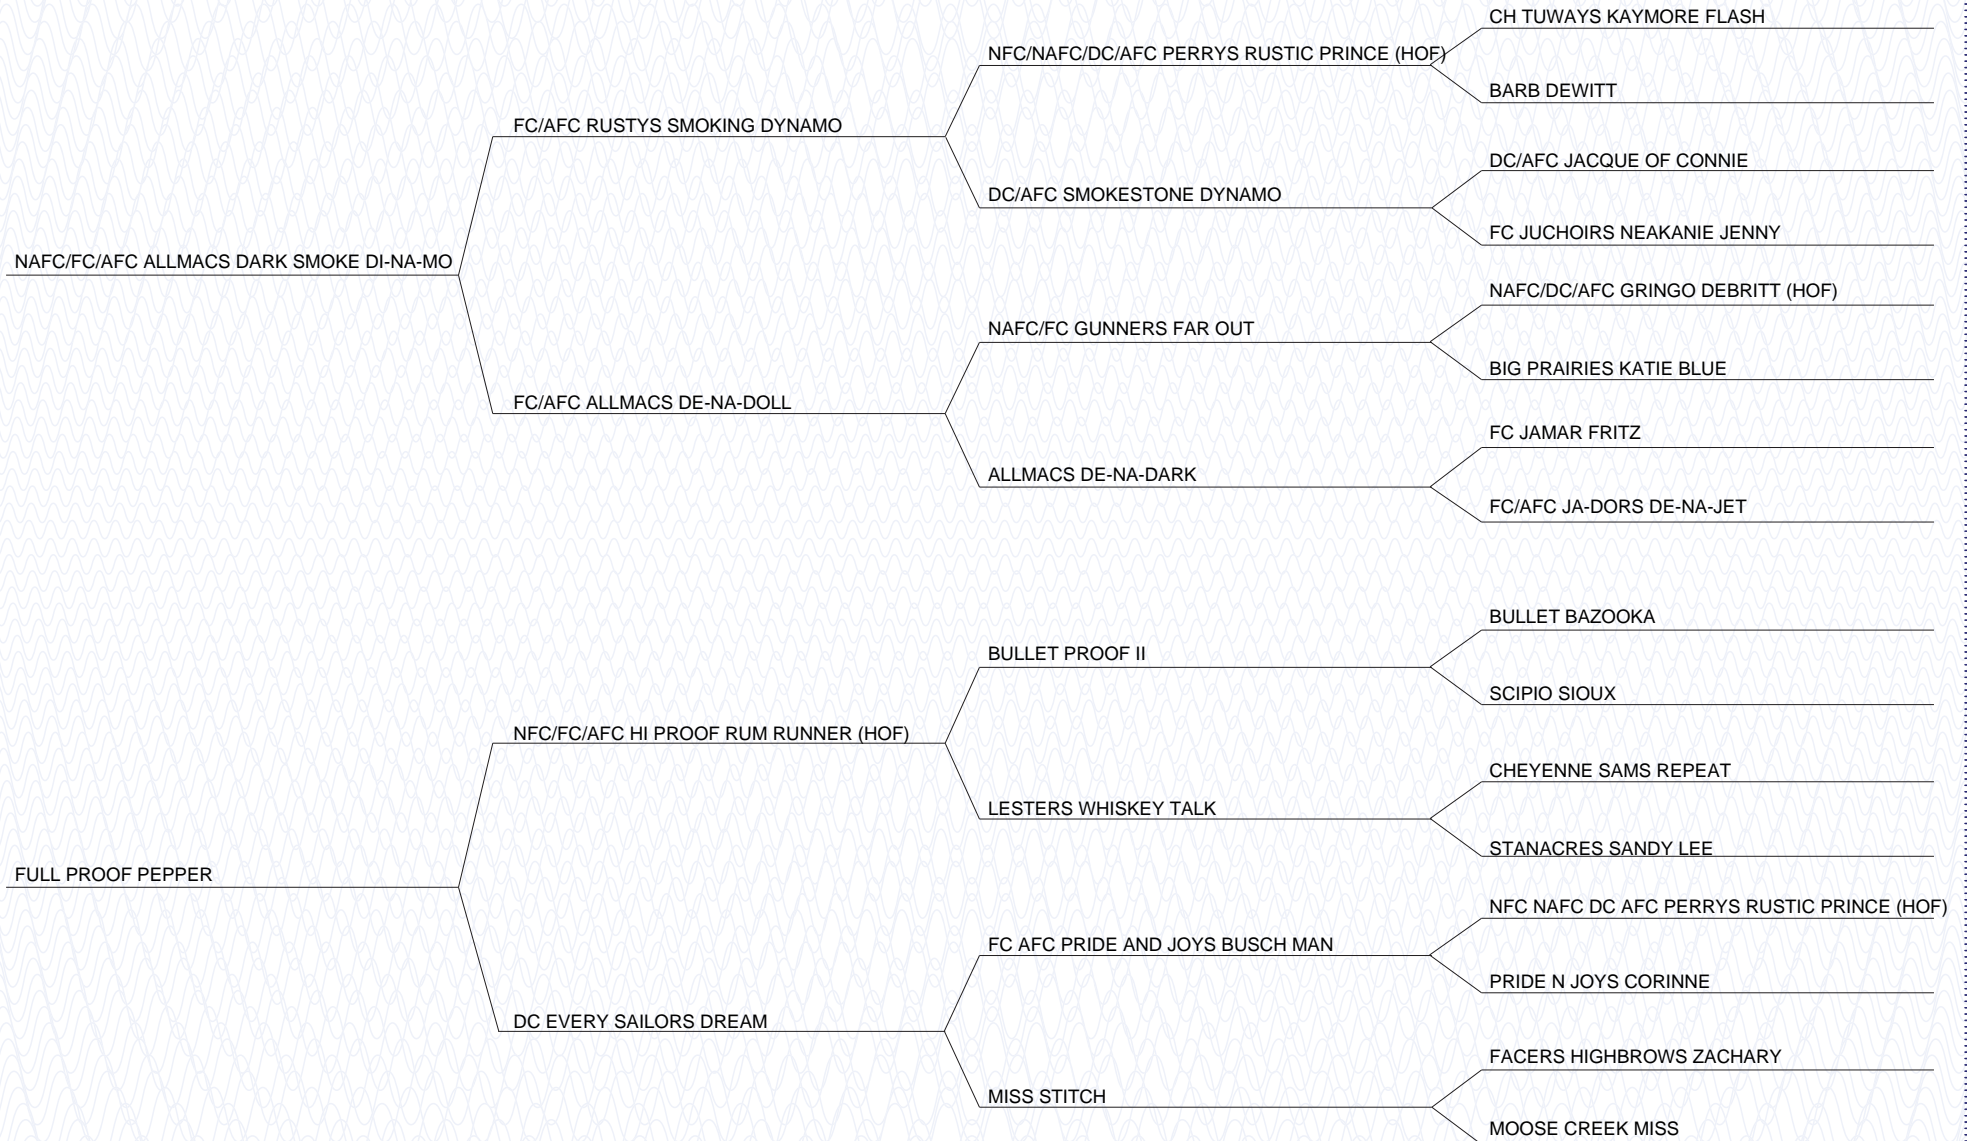 CH TUWAYS KAYMORE FLASH
NFC/NAFC/DC/AFC PERRYS RUSTIC PRINCE (HOF)
BARB DEWITT
FC/AFC RUSTYS SMOKING DYNAMO
DC/AFC JACQUE OF CONNIE
DC/AFC SMOKESTONE DYNAMO
FC JUCHOIRS NEAKANIE JENNY
NAFC/FC/AFC ALLMACS DARK SMOKE DI-NA-MO
NAFC/DC/AFC GRINGO DEBRITT (HOF)
NAFC/FC GUNNERS FAR OUT
BIG PRAIRIES KATIE BLUE
FC/AFC ALLMACS DE-NA-DOLL
FC JAMAR FRITZ
ALLMACS DE-NA-DARK
FC/AFC JA-DORS DE-NA-JET
BULLET BAZOOKA
BULLET PROOF II
SCIPIO SIOUX
NFC/FC/AFC HI PROOF RUM RUNNER (HOF)
CHEYENNE SAMS REPEAT
LESTERS WHISKEY TALK
STANACRES SANDY LEE
FULL PROOF PEPPER
NFC NAFC DC AFC PERRYS RUSTIC PRINCE (HOF)
FC AFC PRIDE AND JOYS BUSCH MAN
PRIDE N JOYS CORINNE
DC EVERY SAILORS DREAM
FACERS HIGHBROWS ZACHARY
MISS STITCH
MOOSE CREEK MISS